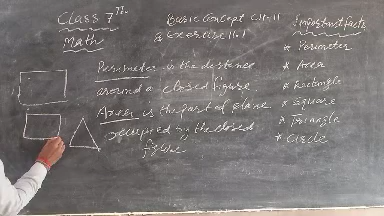 Class 7th
Math
Basic Concept CH-11
& Exercise 11.1
Important facts
Perimeter is the distance
around a closed figure.
Area is the part of plane
occupied by the closed
figure
* Perimeter
* Area
* Rectangle
* Square
* Triangle
* Circle